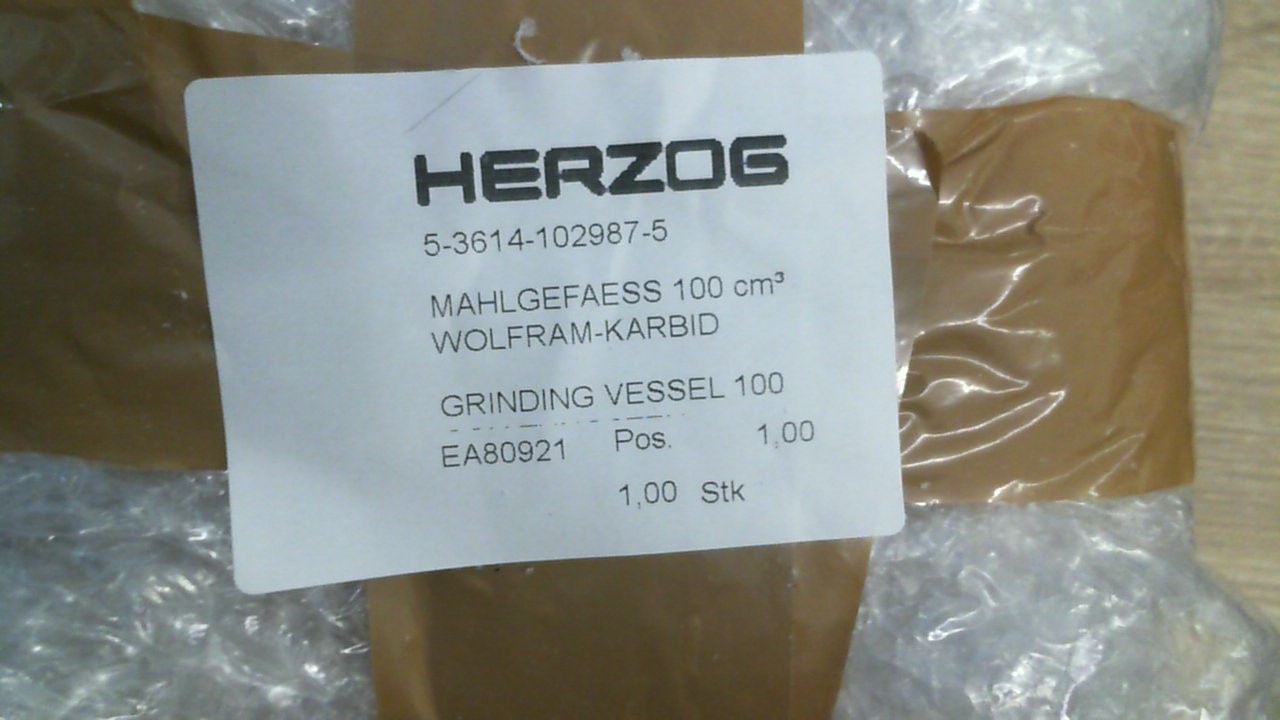 HERZOG
5-3614-102987-5
MAHLGEFAESS 100 cm³
WOLFRAM-KARBID
GRINDING VESSEL 100
EA80921 Pos. 1,00
1,00 Stk